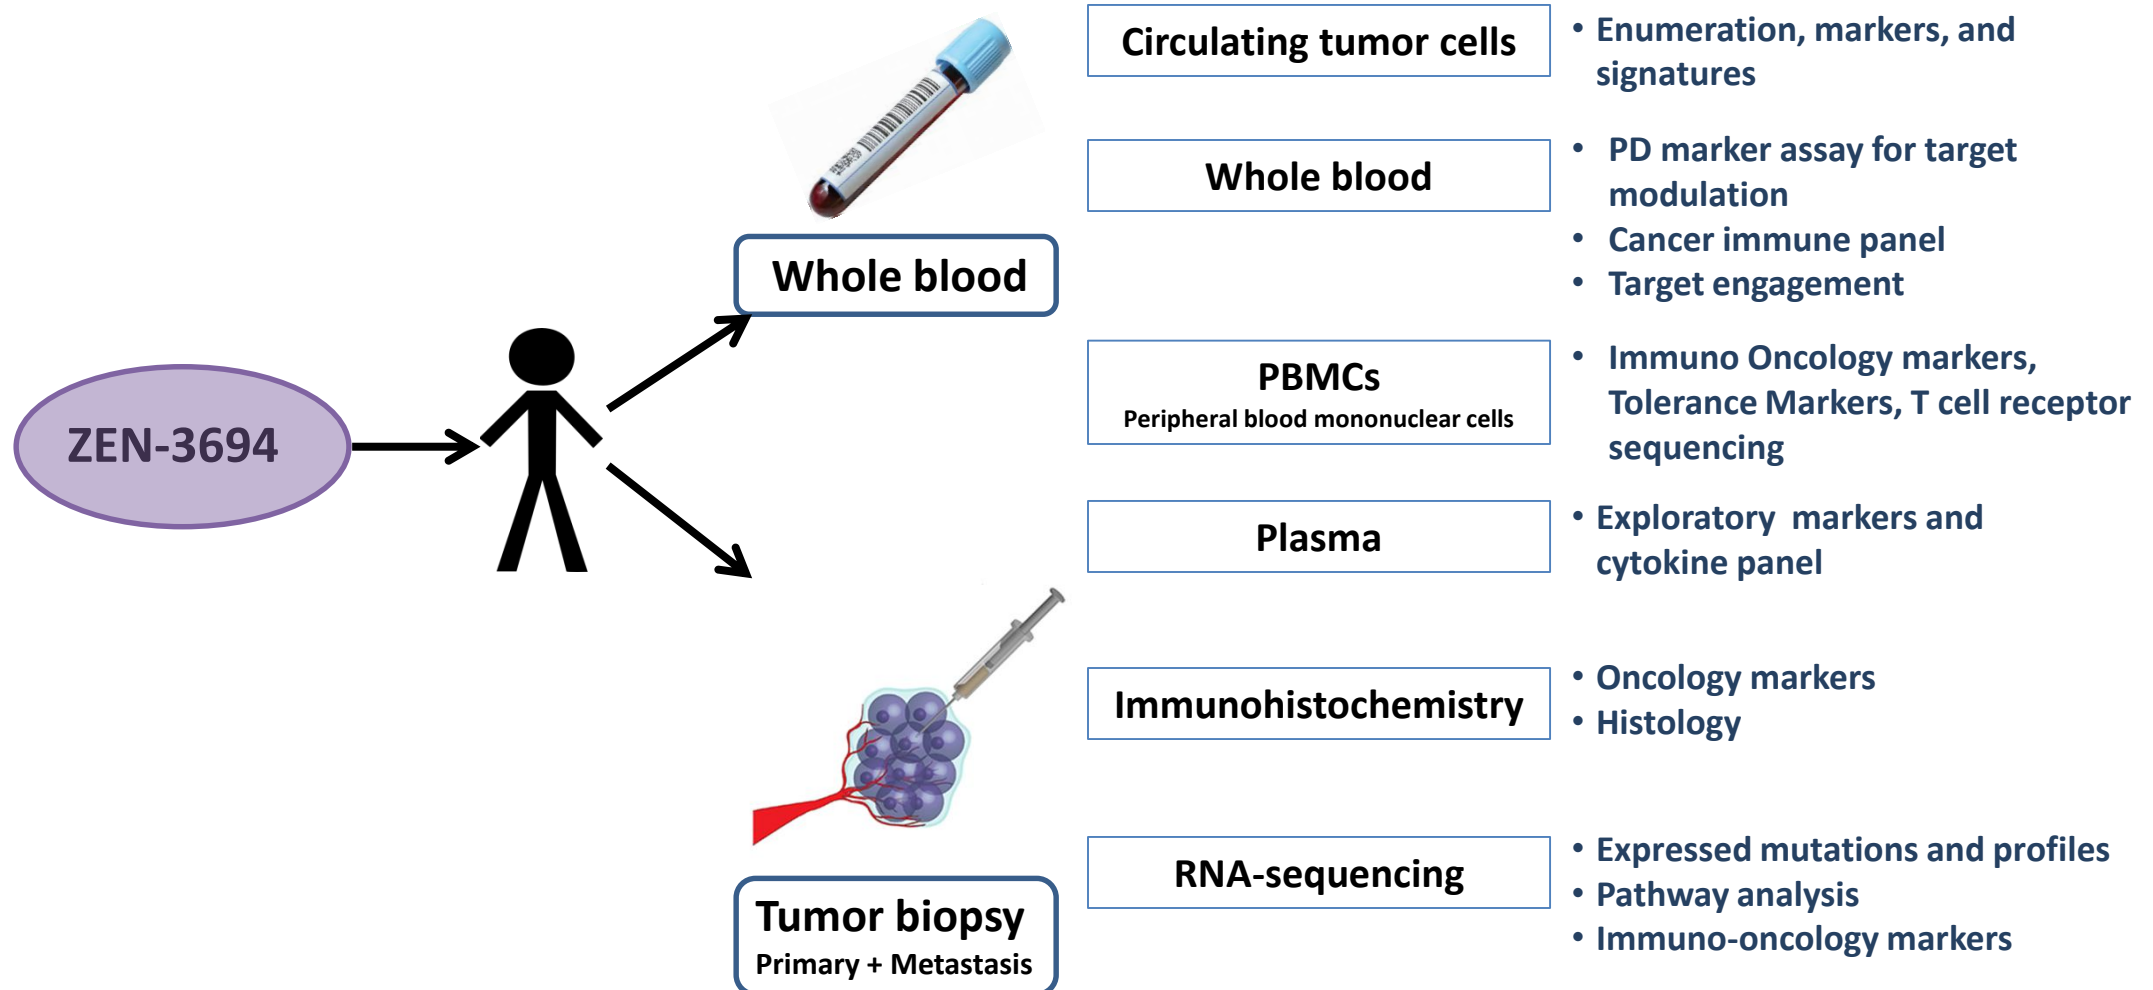 ZEN-3694
Whole blood
Tumor biopsy
Primary + Metastasis
Circulating tumor cells
• Enumeration, markers, and
signatures
Whole blood
• PD marker assay for target
modulation
• Cancer immune panel
• Target engagement
PBMCs
Peripheral blood mononuclear cells
• Immuno Oncology markers,
Tolerance Markers, T cell receptor
sequencing
Plasma
• Exploratory markers and
cytokine panel
Immunohistochemistry
• Oncology markers
• Histology
RNA-sequencing
• Expressed mutations and profiles
• Pathway analysis
• Immuno-oncology markers